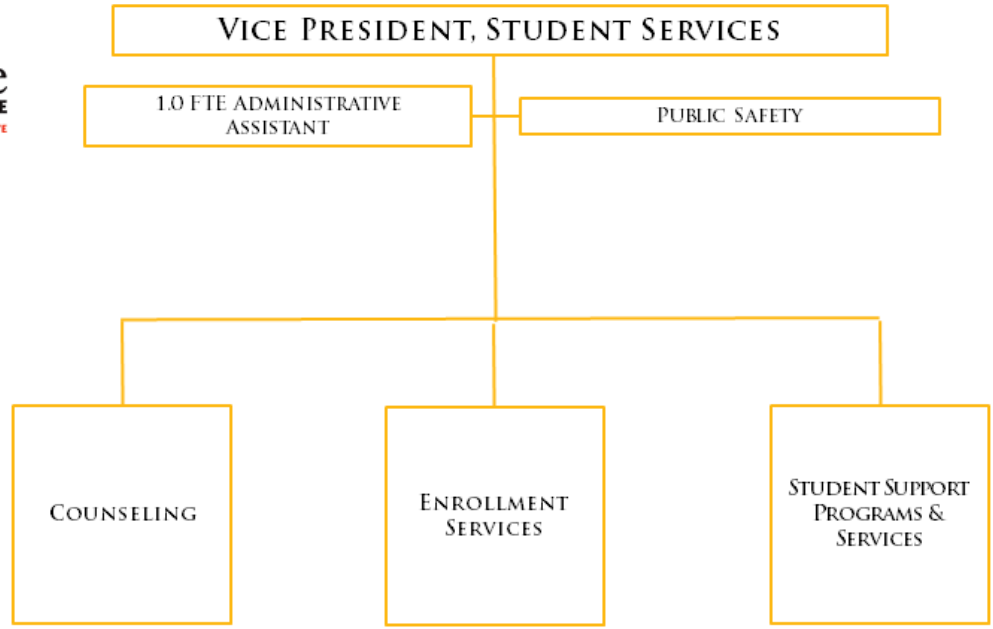 Vice President, Student Services
1.0 FTE Administrative
Assistant
Public Safety
Counseling
Enrollment
Services
Student Support
Programs &
Services